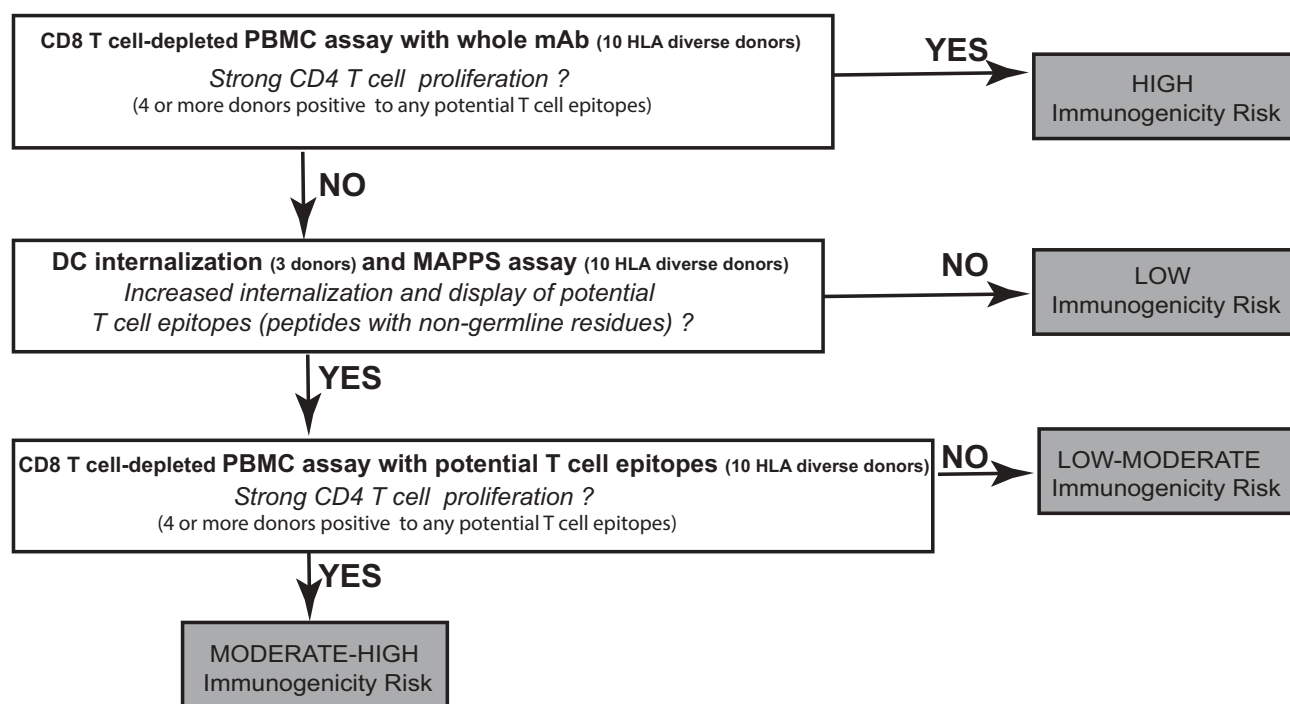 CD8 T cell-depleted PBMC assay with whole mAb (10 HLA diverse donors)
Strong CD4 T cell proliferation ?
(4 or more donors positive to any potential T cell epitopes)
YES
HIGH
Immunogenicity Risk
NO
DC internalization (3 donors) and MAPPS assay (10 HLA diverse donors)
Increased internalization and display of potential
T cell epitopes (peptides with non-germline residues) ?
NO
LOW
Immunogenicity Risk
YES
CD8 T cell-depleted PBMC assay with potential T cell epitopes (10 HLA diverse donors)
Strong CD4 T cell proliferation ?
(4 or more donors positive to any potential T cell epitopes)
NO
LOW-MODERATE
Immunogenicity Risk
YES
MODERATE-HIGH
Immunogenicity Risk